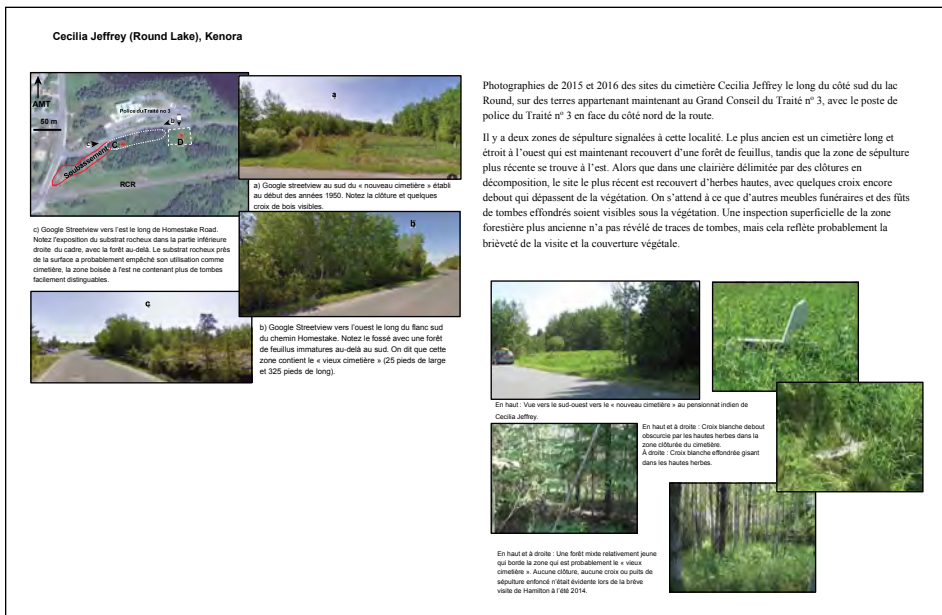 Cecilia Jeffrey (Round Lake), Kenora
AMT
50 m
Police du Traité no 3
a
b
c
C
D
Soubassement
RCR
a
a) Google streetview au sud du « nouveau cimetière » établi
au début des années 1950. Notez la clôture et quelques
croix de bois visibles.
c) Google Streetview vers l'est le long de Homestake Road.
Notez l'exposition du substrat rocheux dans la partie inférieure
droite du cadre, avec la forêt au-delà. Le substrat rocheux près
de la surface a probablement empêché son utilisation comme
cimetière, la zone boisée à l'est ne contenant plus de tombes
facilement distinguables.
b
c
b) Google Streetview vers l'ouest le long du flanc sud
du chemin Homestake. Notez le fossé avec une forêt
de feuillus immatures au-delà au sud. On dit que cette
zone contient le « vieux cimetière » (25 pieds de large
et 325 pieds de long).
Photographies de 2015 et 2016 des sites du cimetière Cecilia Jeffrey le long du côté sud du lac
Round, sur des terres appartenant maintenant au Grand Conseil du Traité nº 3, avec le poste de
police du Traité nº 3 en face du côté nord de la route.
Il y a deux zones de sépulture signalées à cette localité. Le plus ancien est un cimetière long et
étroit à l'ouest qui est maintenant recouvert d'une forêt de feuillus, tandis que la zone de sépulture
plus récente se trouve à l'est. Alors que dans une clairière délimitée par des clôtures en
décomposition, le site le plus récent est recouvert d'herbes hautes, avec quelques croix encore
debout qui dépassent de la végétation. On s'attend à ce que d'autres meubles funéraires et des fûts
de tombes effondrés soient visibles sous la végétation. Une inspection superficielle de la zone
forestière plus ancienne n'a pas révélé de traces de tombes, mais cela reflète probablement la
brièveté de la visite et la couverture végétale.
En haut : Vue vers le sud-ouest vers le « nouveau cimetière » au pensionnat indien de
Cecilia Jeffrey.
En haut et à droite : Croix blanche debout
obscurcie par les hautes herbes dans la
zone clôturée du cimetière.
À droite : Croix blanche effondrée gisant
dans les hautes herbes.
En haut et à droite : Une forêt mixte relativement jeune
qui borde la zone qui est probablement le « vieux
cimetière ». Aucune clôture, aucune croix ou puits de
sépulture enfoncé n'était évidente lors de la brève
visite de Hamilton à l'été 2014.